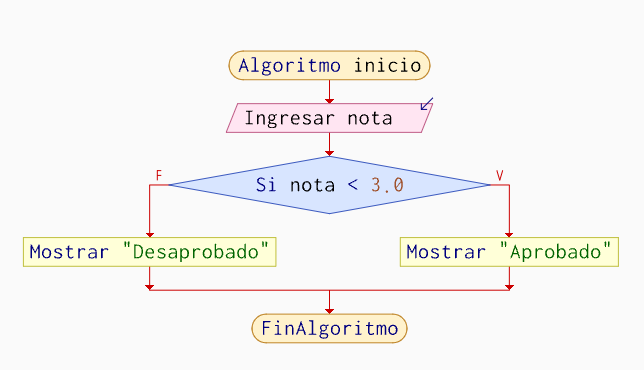 Algoritmo inicio
Ingresar nota
Si nota < 3.0
F
V
Mostrar "Desaprobado"
Mostrar "Aprobado"
FinAlgoritmo